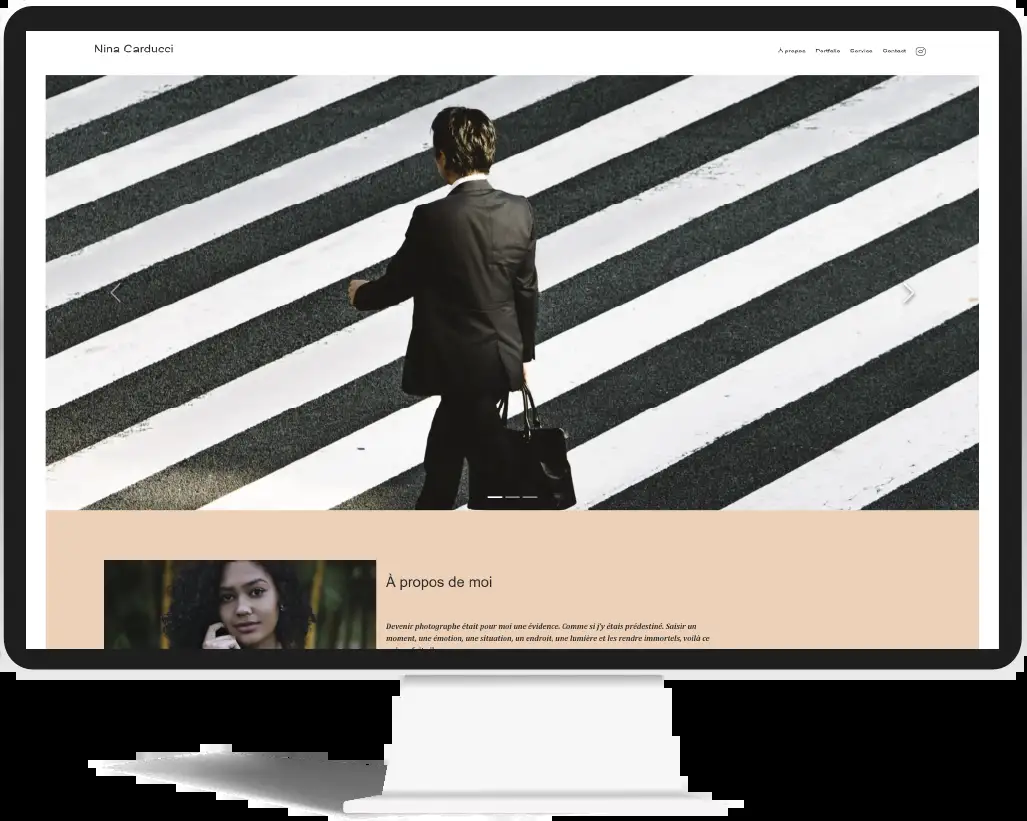 Nina Carducci
À propos Portfolio Service Contact
À propos de moi
Devenir photographe était pour moi une évidence. Comme si j'y étais prédestiné. Saisir un
moment, une émotion, une situation, un endroit, une lumière et les rendre immortels, voilà ce